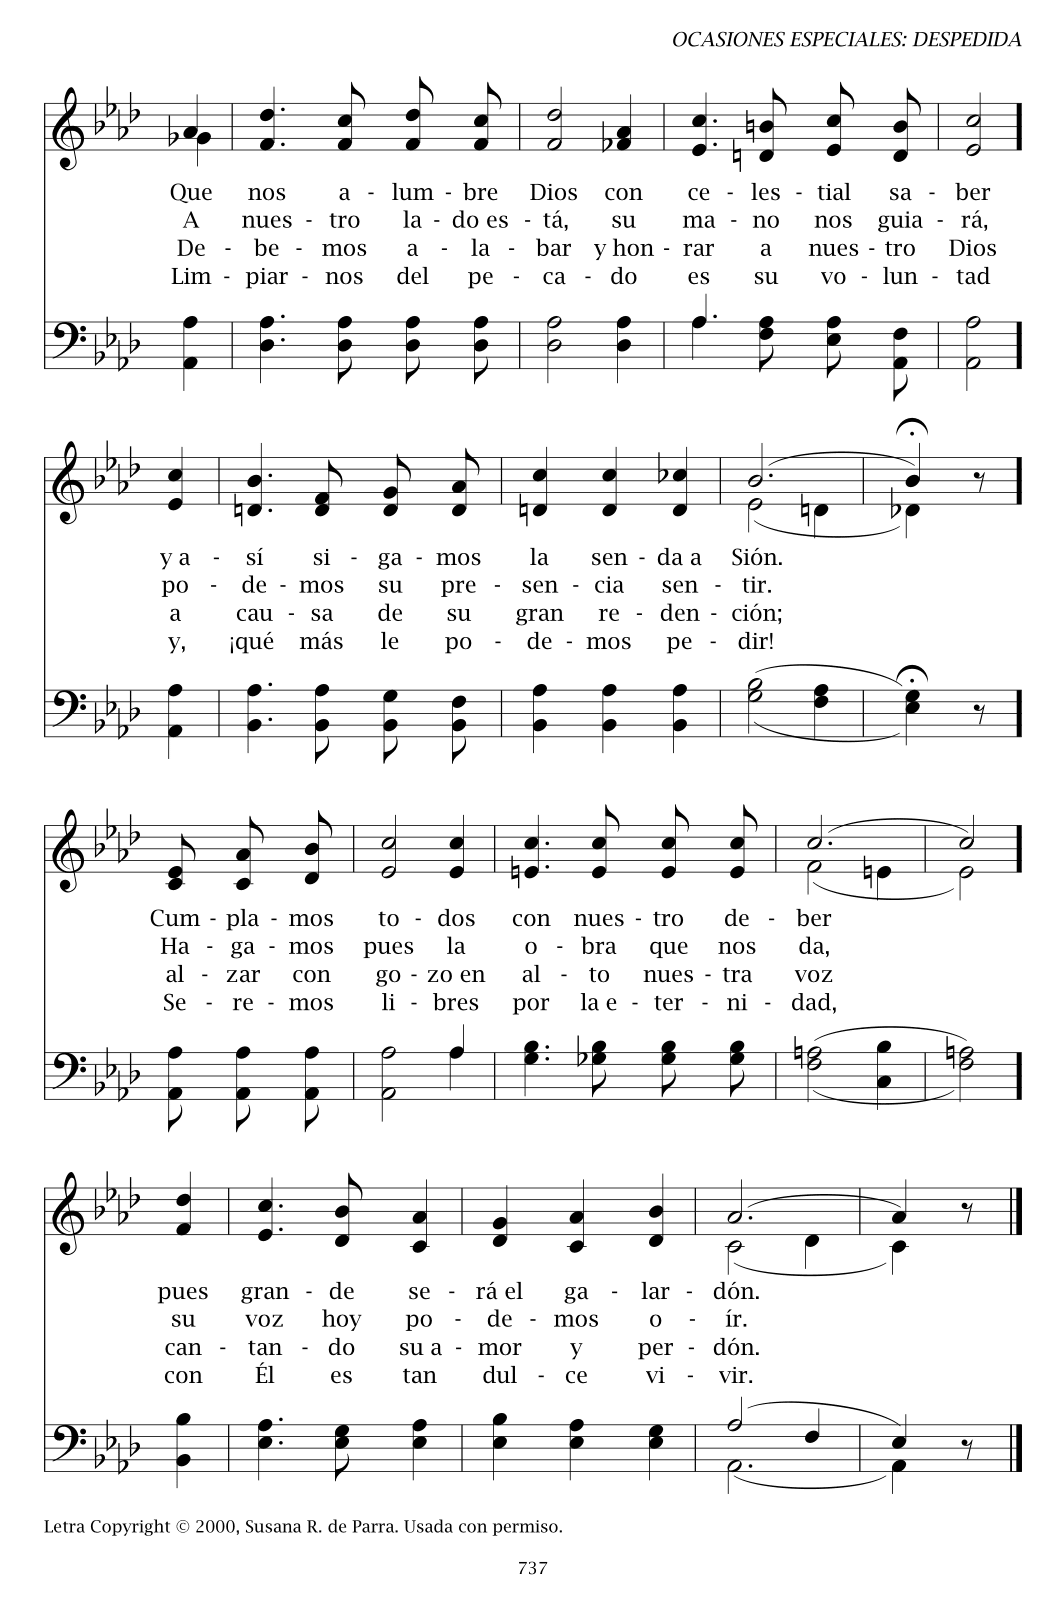 OCASIONES ESPECIALES: DESPEDIDA
Que nos a - lum - bre Dios con ce - les - tial sa - ber
A nues - tro la - do es - tá, su ma - no nos guia - rá,
De - be - mos a - la - bar y hon - rar a nues - tro Dios
Lim - piar - nos del pe - ca - do es su vo - lun - tad
y a - sí si - ga - mos la sen - da a Sión.
po - de - mos su pre - sen - cia sen - tir.
a cau - sa de su gran re - den - ción;
y, ¡qué más le po - de - mos pe - dir!
Cum - pla - mos to - dos con nues - tro de - ber
Ha - ga - mos pues la o - bra que nos da,
al - zar con go - zo en al - to nues - tra voz
Se - re - mos li - bres por la e - ter - ni - dad,
pues gran - de se - rá el ga - lar - dón.
su voz hoy po - de - mos o - ír.
can - tan - do su a - mor y per - dón.
con Él es tan dul - ce vi - vir.
Letra Copyright © 2000, Susana R. de Parra. Usada con permiso.
737